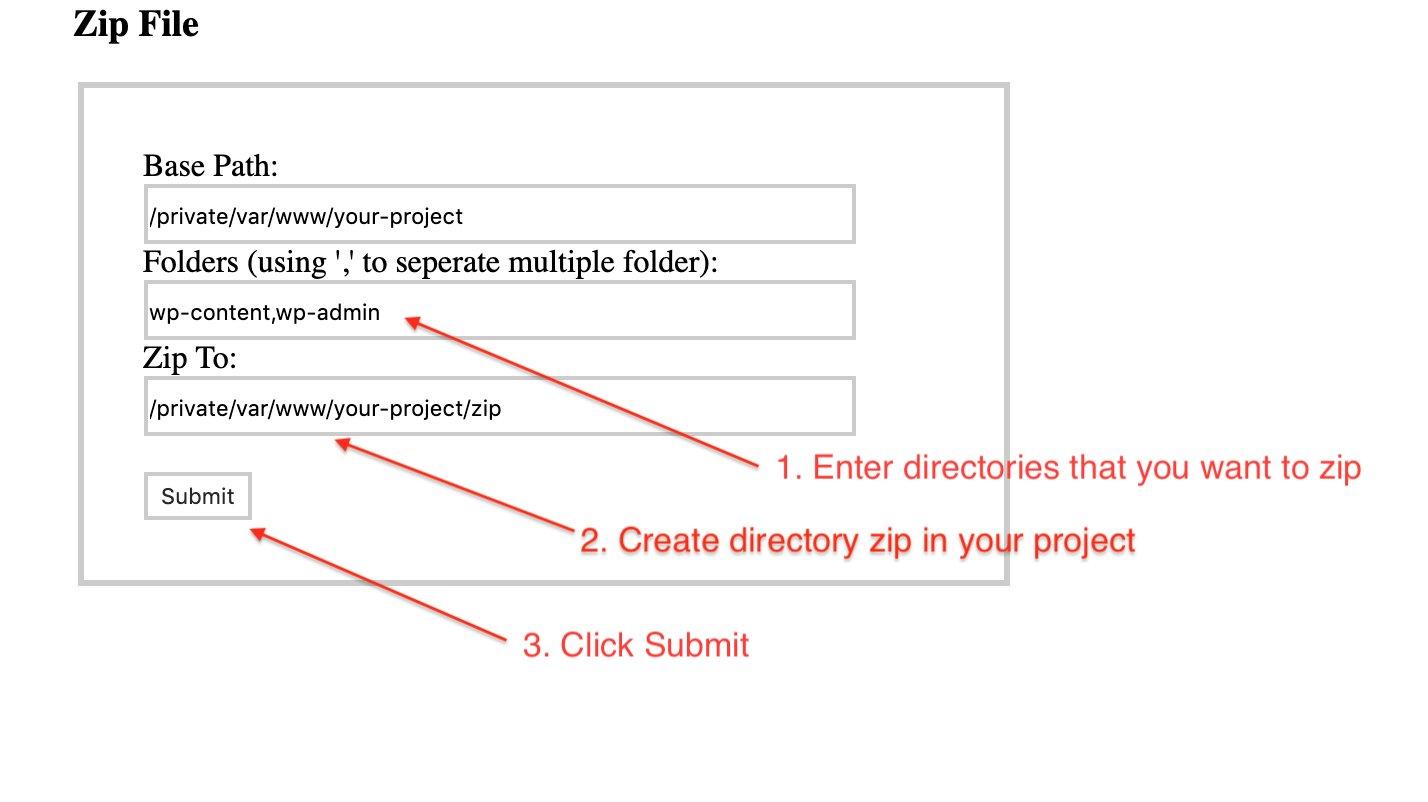 Zip File
Base Path:
/private/var/www/your-project
Folders (using ',' to seperate multiple folder):
wp-content,wp-admin
Zip To:
/private/var/www/your-project/zip
1. Enter directories that you want to zip
Submit
2. Create directory zip in your project
3. Click Submit